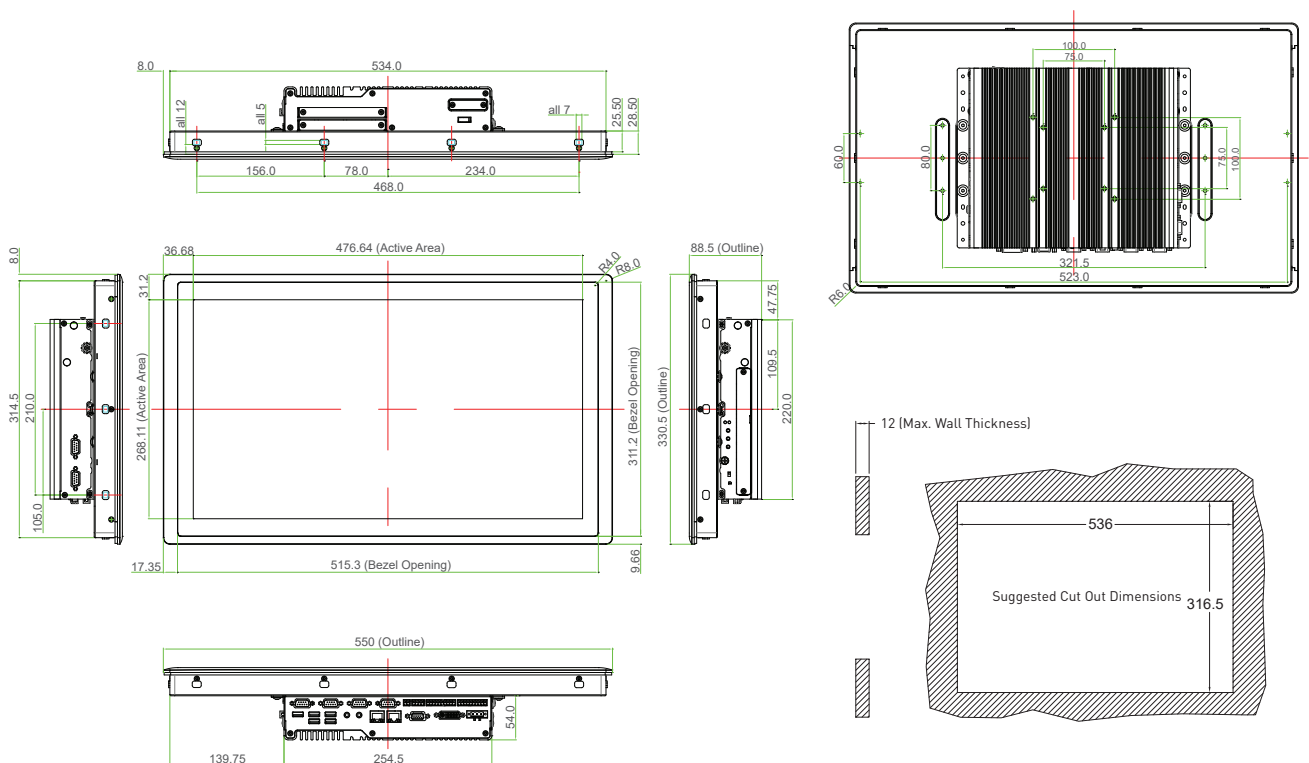 8.0
534.0
all 12
all 5
all 7
25.50
28.50
156.0
78.0
234.0
468.0
100.0
75.0
60.0
80.0
75.0
100.0
321.5
523.0
R6.0
8.0
36.68
476.64 (Active Area)
R4.0
R8.0
31.2
314.5
210.0
105.0
268.11 (Active Area)
311.2 (Bezel Opening)
17.35
515.3 (Bezel Opening)
9.66
88.5 (Outline)
47.75
109.5
220.0
330.5 (Outline)
12 (Max. Wall Thickness)
536
Suggested Cut Out Dimensions
316.5
550 (Outline)
54.0
139.75
254.5